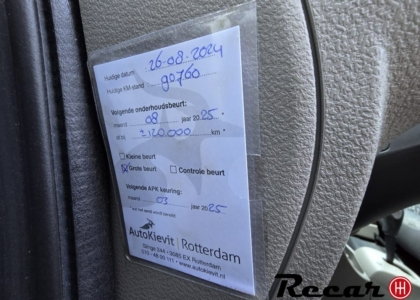 Huidige datum 26-08-2024
Huidige KM-stand 90760
Volgende onderhoudsbeurt:
maand 08 jaar 2025 *
of bij 120.000 km *
Kleine beurt
Grote beurt Controle beurt
Volgende APK keuring:
maand 03 jaar 2025
AutoKievit Rotterdam
Dinge 244 • 3085 EX Rotterdam
www.autokievit.nl
Recar